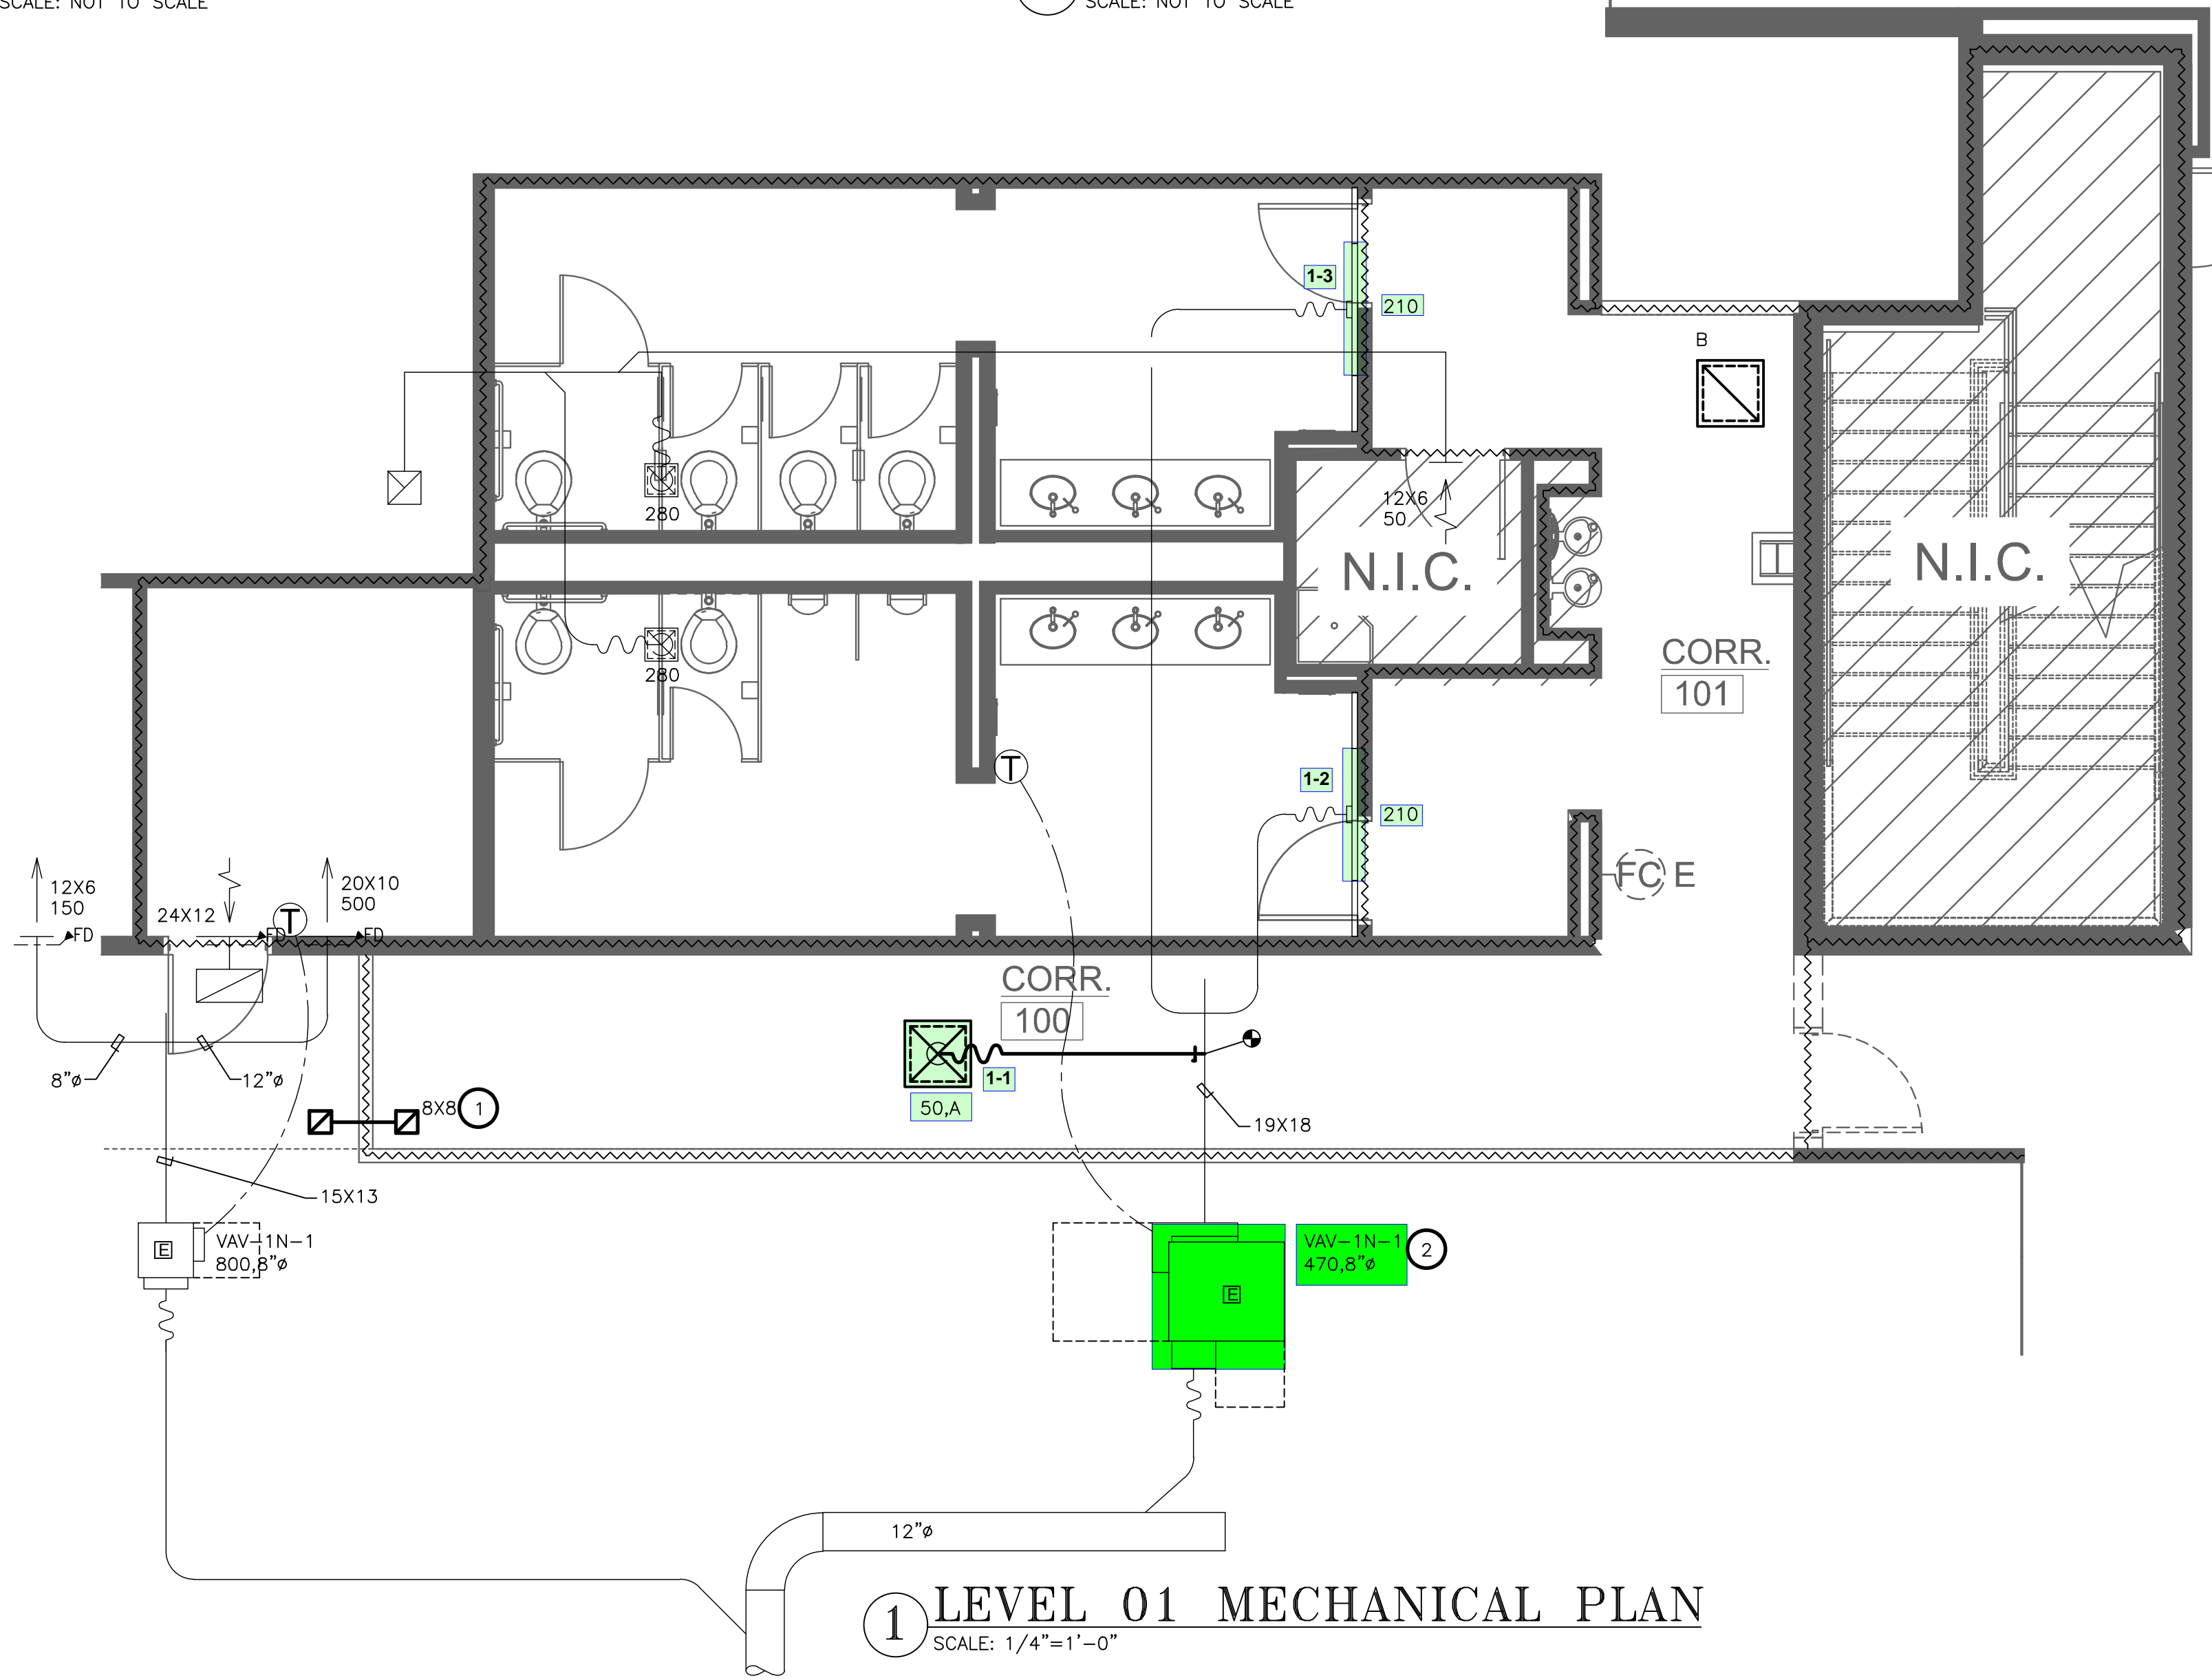 SCALE: NOT TO SCALE
SCALE: NOT TO SCALE
1-3
210
B
280
12X6
50
N.I.C.
N.I.C.
280
CORR.
101
T
1-2
210
FC E
12X6
150
24X12
T
20X10
500
FD
FD
FD
CORR.
100
8"ø
12"ø
1-1
50,A
8X8 1
19X18
15X13
E
VAV-1N-1
800,8"ø
VAV-1N-1
470,8"ø
2
E
12"ø
1 LEVEL 01 MECHANICAL PLAN
SCALE: 1/4"=1'-0"